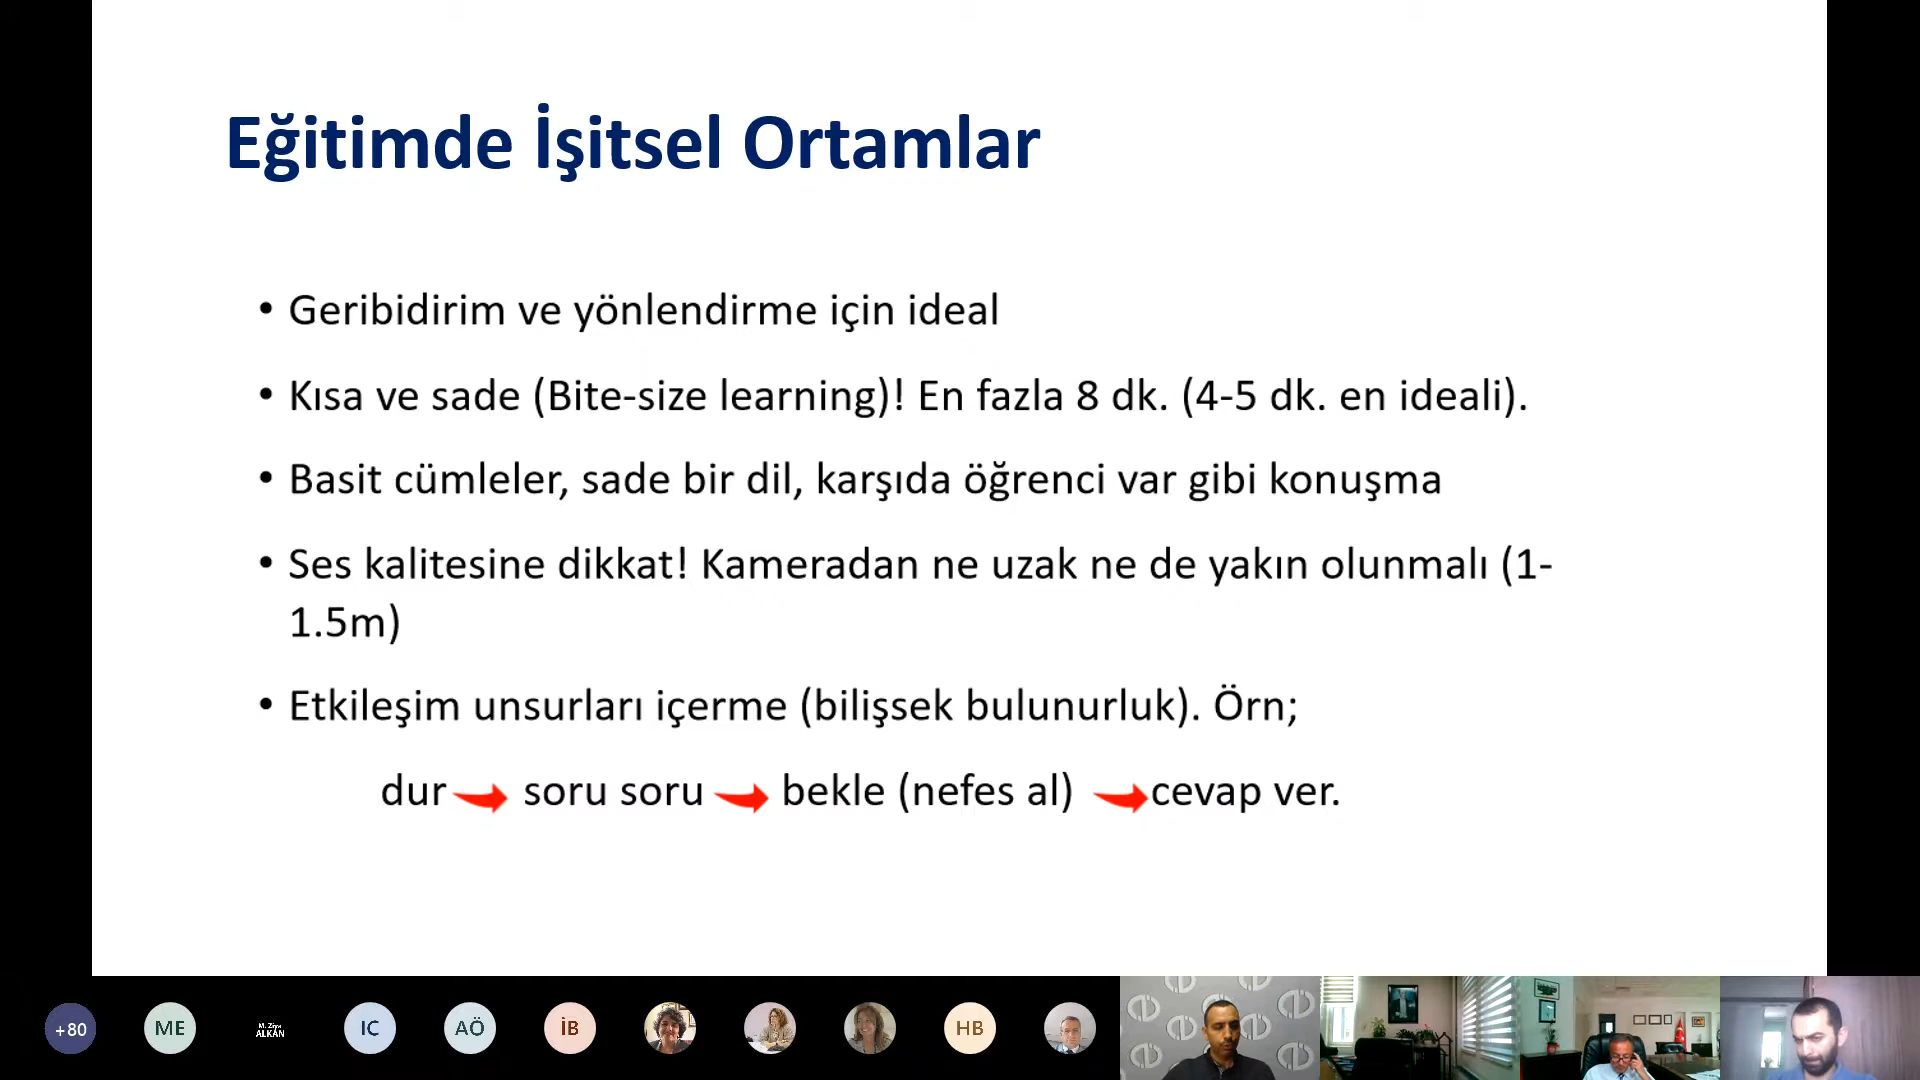 Eğitimde İşitsel Ortamlar
• Geribidirim ve yönlendirme için ideal
• Kısa ve sade (Bite-size learning)! En fazla 8 dk. (4-5 dk. en ideali).
• Basit cümleler, sade bir dil, karşıda öğrenci var gibi konuşma
• Ses kalitesine dikkat! Kameradan ne uzak ne de yakın olunmalı (1-
1.5m)
• Etkileşim unsurları içerme (bilişsek bulunurluk). Örn;
dur soru soru bekle (nefes al) cevap ver.
+80 ME M. Ziya IC AÖ İB HB
ALKAN